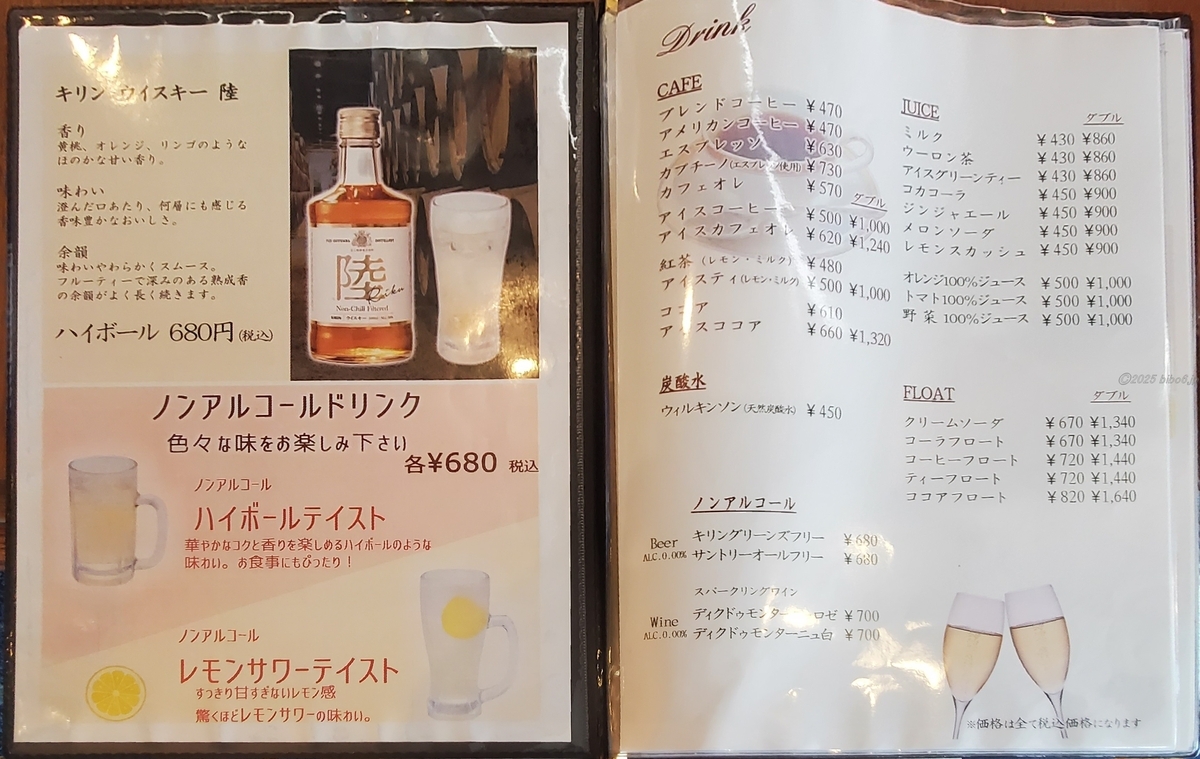 キリン ウイスキー 陸
香り
黄桃、オレンジ、リンゴのような
ほのかな甘い香り。
味わい
澄んだ口あたり、何層にも感じる
香味豊かなおいしさ。
余韻
味わいやわらかくスムース。
フルーティーで深みのある熟成香
の余韻がよく長く続きます。
ハイボール 680円(税込)
陸
Riku
Non-Chill Filtered
ノンアルコールドリンク
色々な味をお楽しみ下さい
各¥680 税込
ノンアルコール
ハイボールテイスト
華やかなコクと香りを楽しめるハイボールのような
味わい。お食事にもぴったり！
ノンアルコール
レモンサワーテイスト
すっきり甘すぎないレモン感
驚くほどレモンサワーの味わい。
Drink
CAFE
ブレンドコーヒー ¥470
アメリカンコーヒー ¥470
エスプレッソ ¥630
カプチーノ(エスプレッソ使用) ¥730
カフェオレ ¥570
ダブル
アイスコーヒー ¥500 ¥1,000
アイスカフェオレ ¥620 ¥1,240
紅茶(レモン・ミルク) ¥480
アイスティ(レモン・ミルク) ¥500 ¥1,000
ココア ¥610
アイスココア ¥660 ¥1,320
炭酸水
ウィルキンソン(天然炭酸水) ¥450
ノンアルコール
Beer キリングリーンズフリー ¥680
ALC.0.00% サントリーオールフリー ¥680
スパークリングワイン
Wine ディクドゥモンターニュロゼ ¥700
ALC.0.00% ディクドゥモンターニュ白 ¥700
JUICE
ダブル
ミルク ¥430 ¥860
ウーロン茶 ¥430 ¥860
アイスグリーンティー ¥430 ¥860
コカコーラ ¥450 ¥900
ジンジャエール ¥450 ¥900
メロンソーダ ¥450 ¥900
レモンスカッシュ ¥450 ¥900
オレンジ100%ジュース ¥500 ¥1,000
トマト100%ジュース ¥500 ¥1,000
野菜 100%ジュース ¥500 ¥1,000
FLOAT
ダブル
クリームソーダ ¥670 ¥1,340
フロート ¥670 ¥1,340
コーヒーフロート ¥720 ¥1,440
フロート ¥720 ¥1,440
ココアフロート ¥820 ¥1,640
※価格は全て税込価格になります
©2025 bibo6